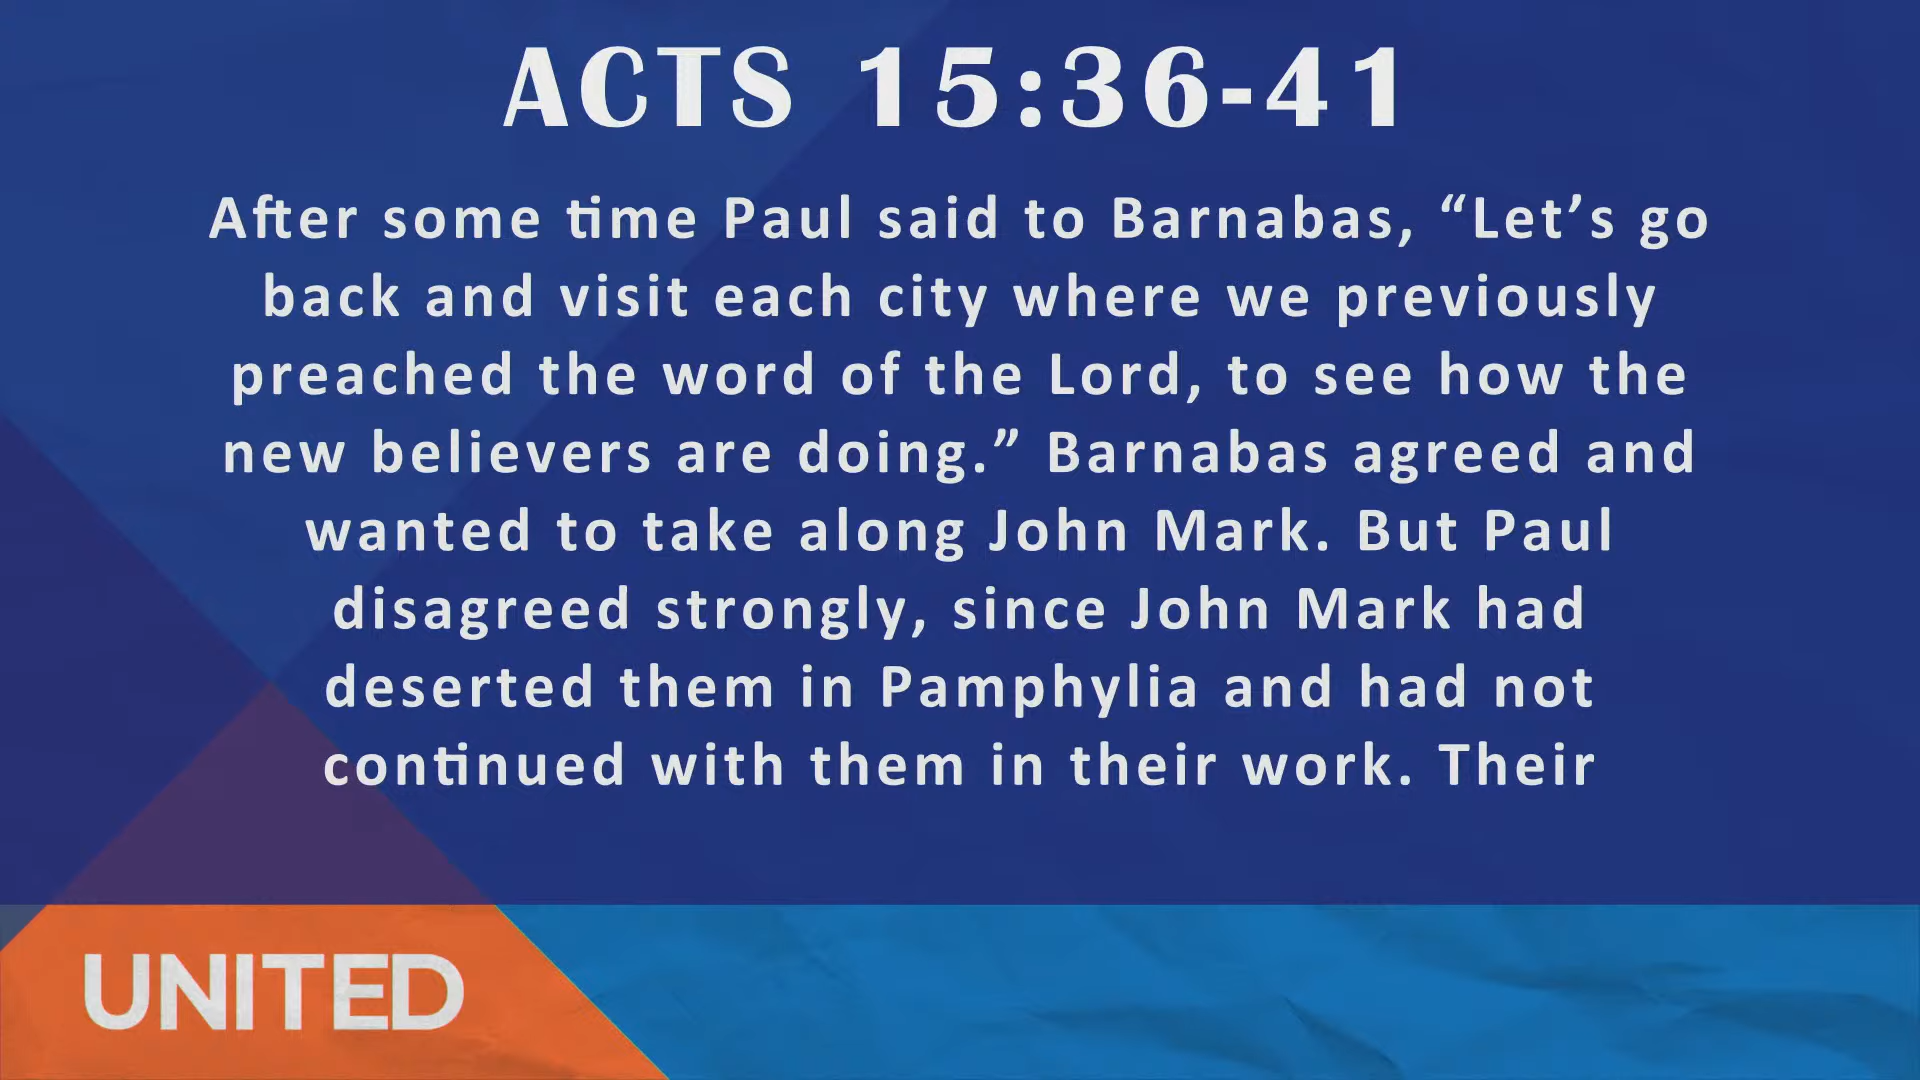 ACTS 15:36-41
After some time Paul said to Barnabas, “Let’s go
back and visit each city where we previously
preached the word of the Lord, to see how the
new believers are doing.” Barnabas agreed and
wanted to take along John Mark. But Paul
disagreed strongly, since John Mark had
deserted them in Pamphylia and had not
continued with them in their work. Their
UNITED